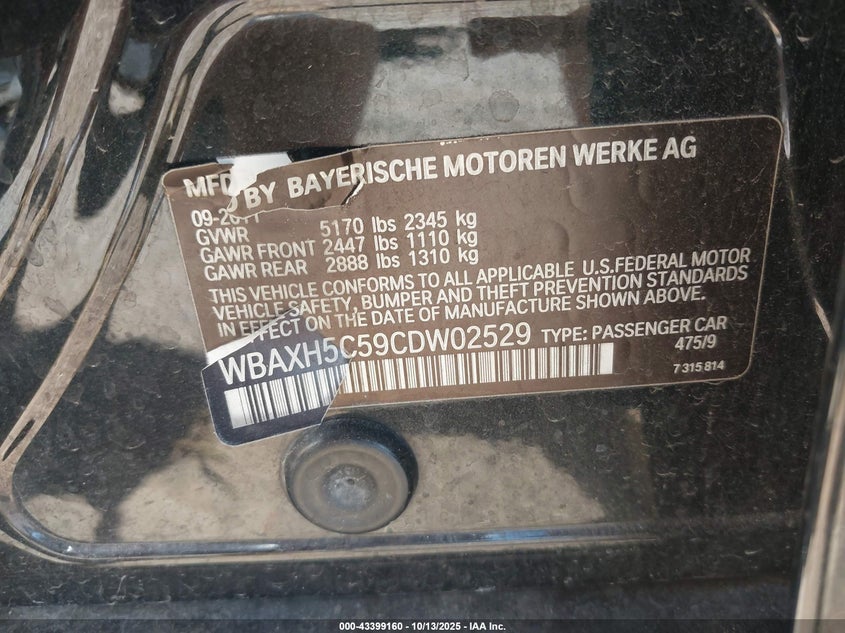 MFD BY BAYERISCHE MOTOREN WERKE AG
09-2011
GVWR 5170 lbs 2345 kg
GAWR FRONT 2447 lbs 1110 kg
GAWR REAR 2888 lbs 1310 kg
THIS VEHICLE CONFORMS TO ALL APPLICABLE U.S.FEDERAL MOTOR
VEHICLE SAFETY, BUMPER AND THEFT PREVENTION STANDARDS
IN EFFECT ON THE DATE OF MANUFACTURE SHOWN ABOVE.
WBAXH5C59CDW02529 TYPE: PASSENGER CAR
475/9
7 315 814
000-43399160 - 10/13/2025 - IAA Inc.